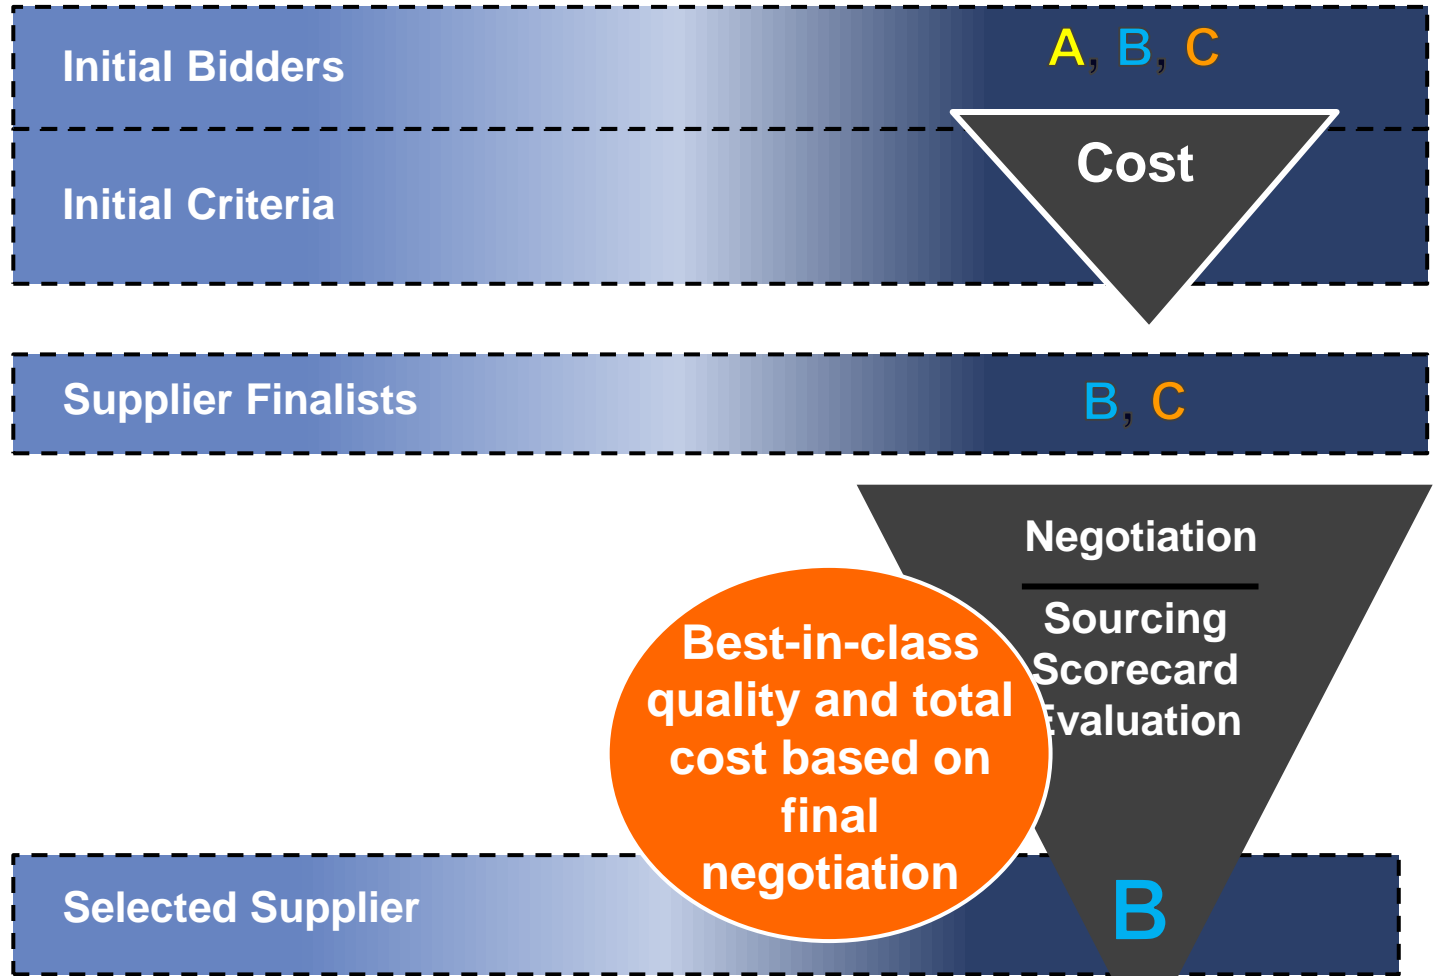 Initial Bidders
A, B, C
Cost
Initial Criteria
Supplier Finalists
B, C
Negotiation
Sourcing
Scorecard
Evaluation
Best-in-class
quality and total
cost based on
final
negotiation
Selected Supplier
B